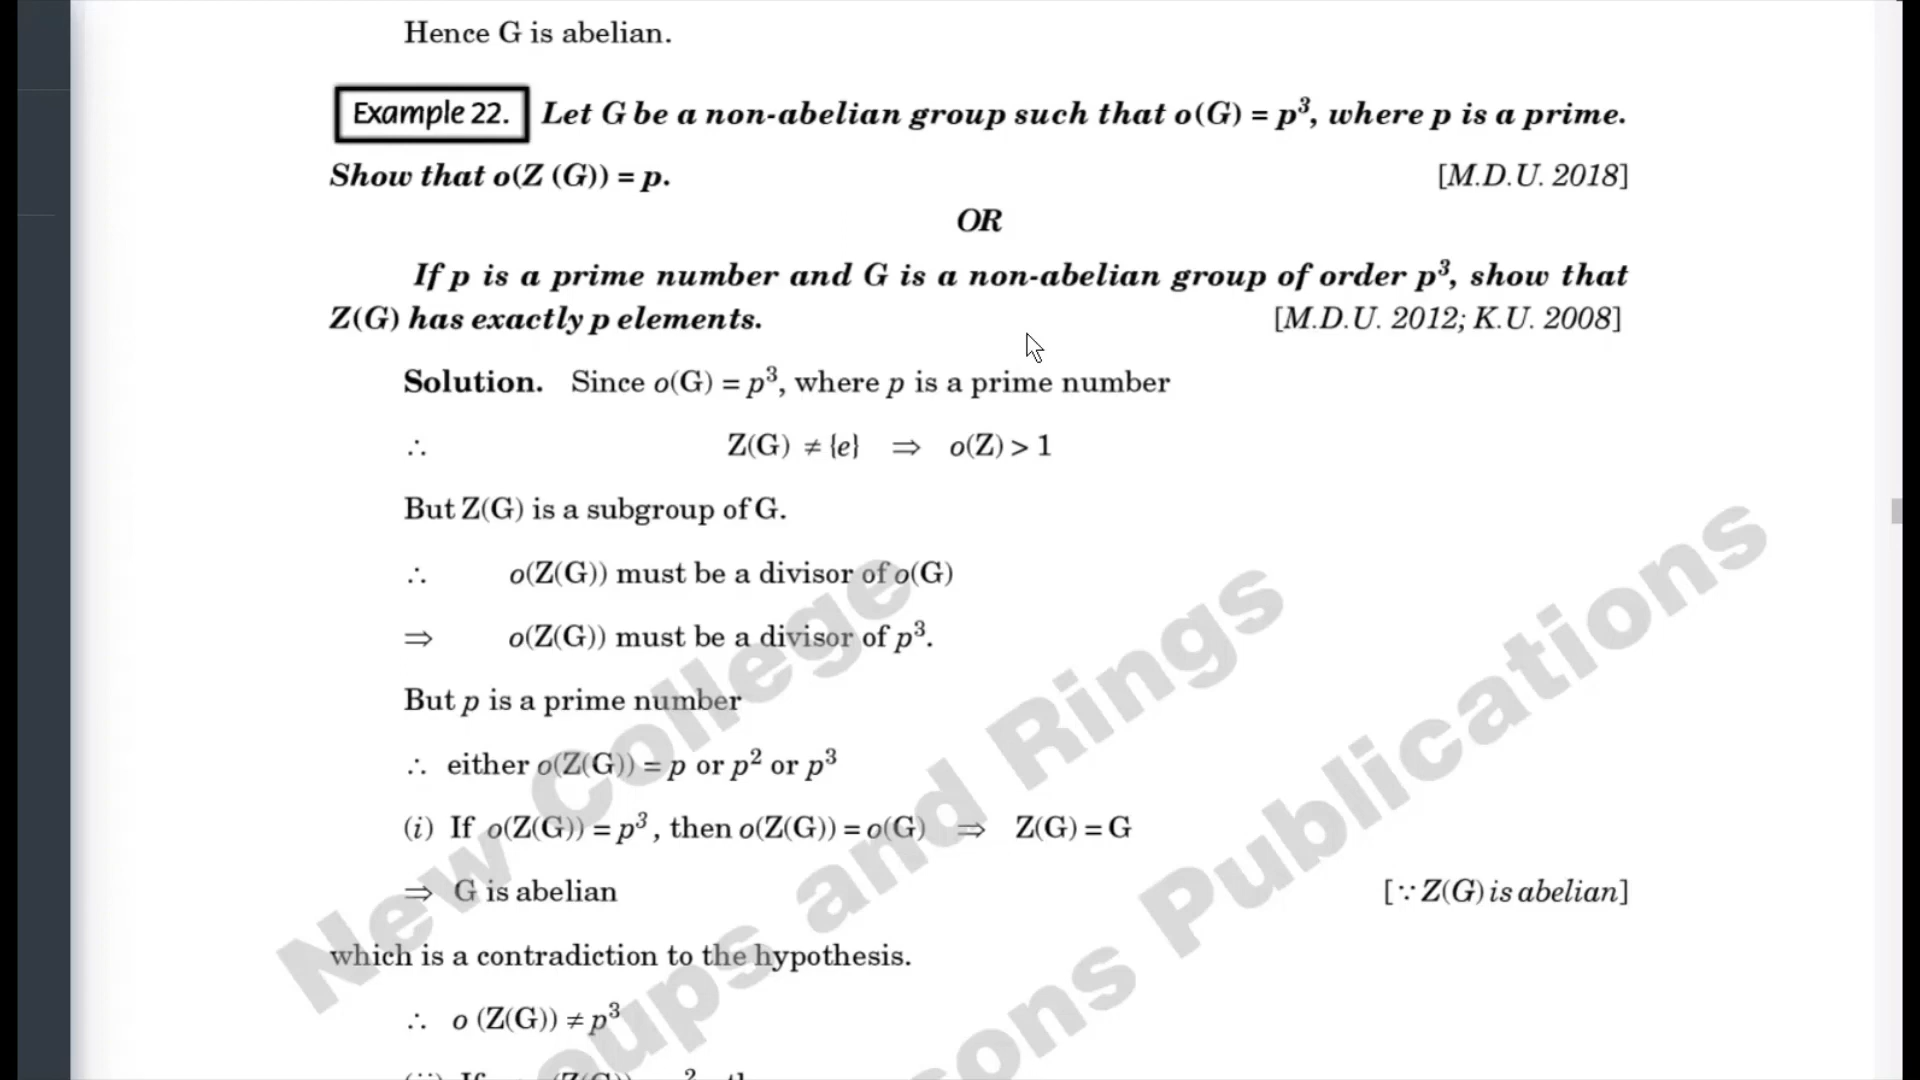 Hence G is abelian.
Example 22. Let G be a non-abelian group such that o(G) = p³, where p is a prime.
Show that o(Z (G)) = p. [M.D.U. 2018]
OR
If p is a prime number and G is a non-abelian group of order p³, show that
Z(G) has exactly p elements. [M.D.U. 2012; K.U. 2008]
Solution. Since o(G) = p³, where p is a prime number
∴ Z(G) ≠ {e} ⇒ o(Z) > 1
But Z(G) is a subgroup of G.
∴ o(Z(G)) must be a divisor of o(G)
⇒ o(Z(G)) must be a divisor of p³.
But p is a prime number
∴ either o(Z(G)) = p or p² or p³
(i) If o(Z(G)) = p³, then o(Z(G)) = o(G) ⇒ Z(G) = G
⇒ G is abelian [∵ Z(G) is abelian]
which is a contradiction to the hypothesis.
∴ o (Z(G)) ≠ p³
New College
oups and Rings
ons Publications